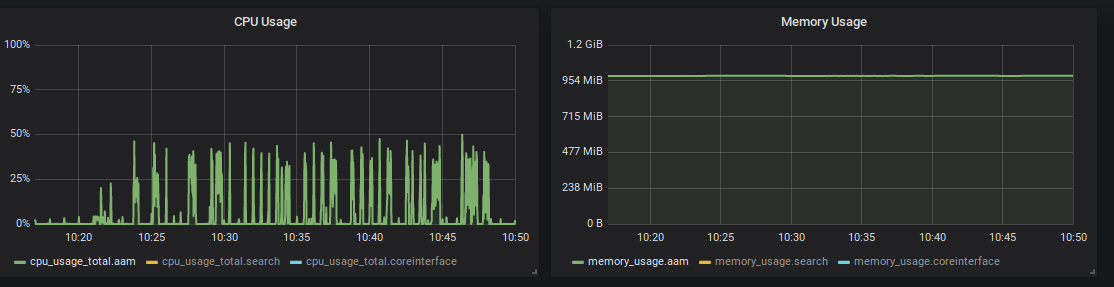 CPU Usage
100%
75%
50%
25%
0%
10:20 10:25 10:30 10:35 10:40 10:45 10:50
cpu_usage_total.aam cpu_usage_total.search cpu_usage_total.coreinterface
Memory Usage
1.2 GiB
954 MiB
715 MiB
477 MiB
238 MiB
0 B
10:20 10:25 10:30 10:35 10:40 10:45 10:50
memory_usage.aam memory_usage.search memory_usage.coreinterface